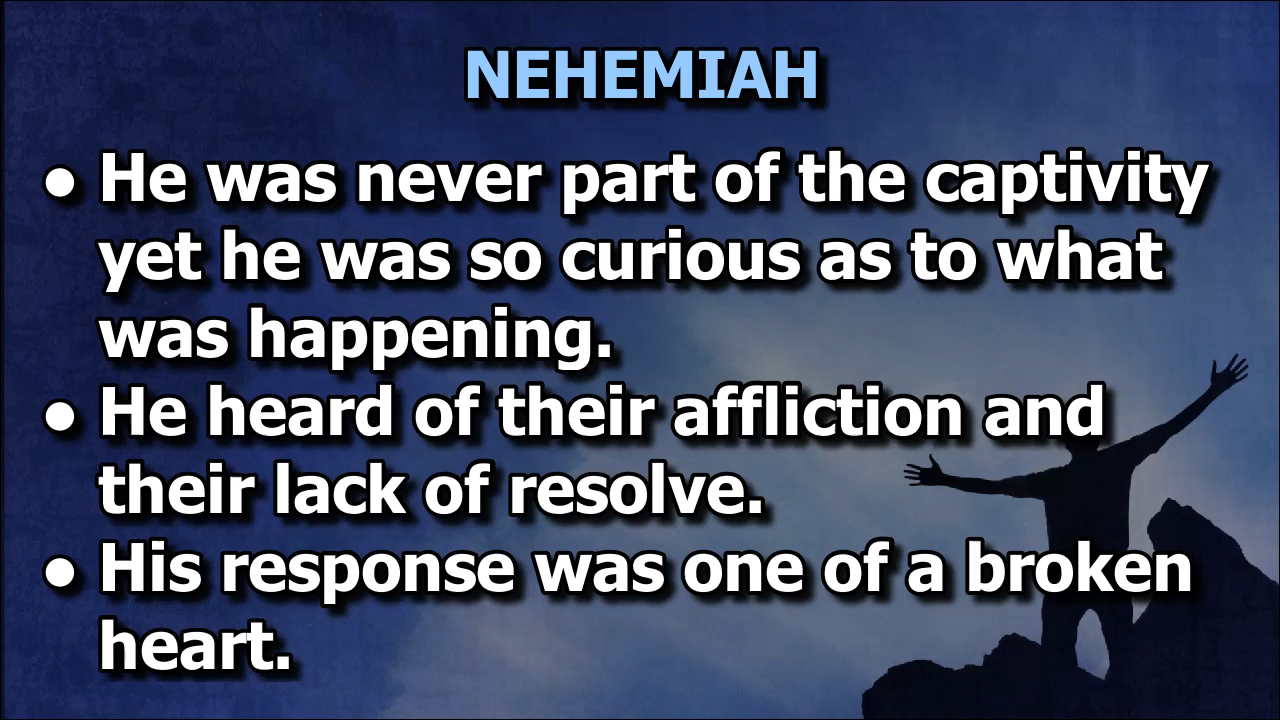 NEHEMIAH
● He was never part of the captivity
yet he was so curious as to what
was happening.
● He heard of their affliction and
their lack of resolve.
● His response was one of a broken
heart.